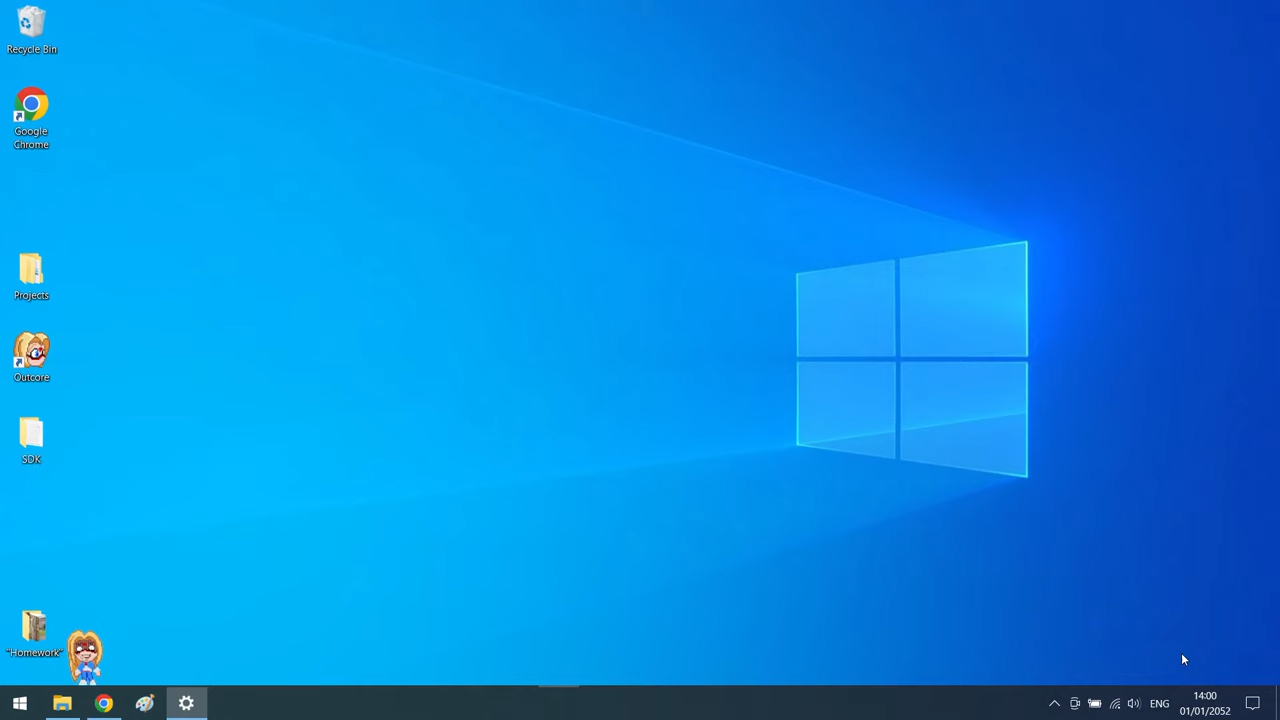 Recycle Bin
Google
Chrome
Projects
Outcore
SDK
"Homework"
ENG
14:00
01/01/2052